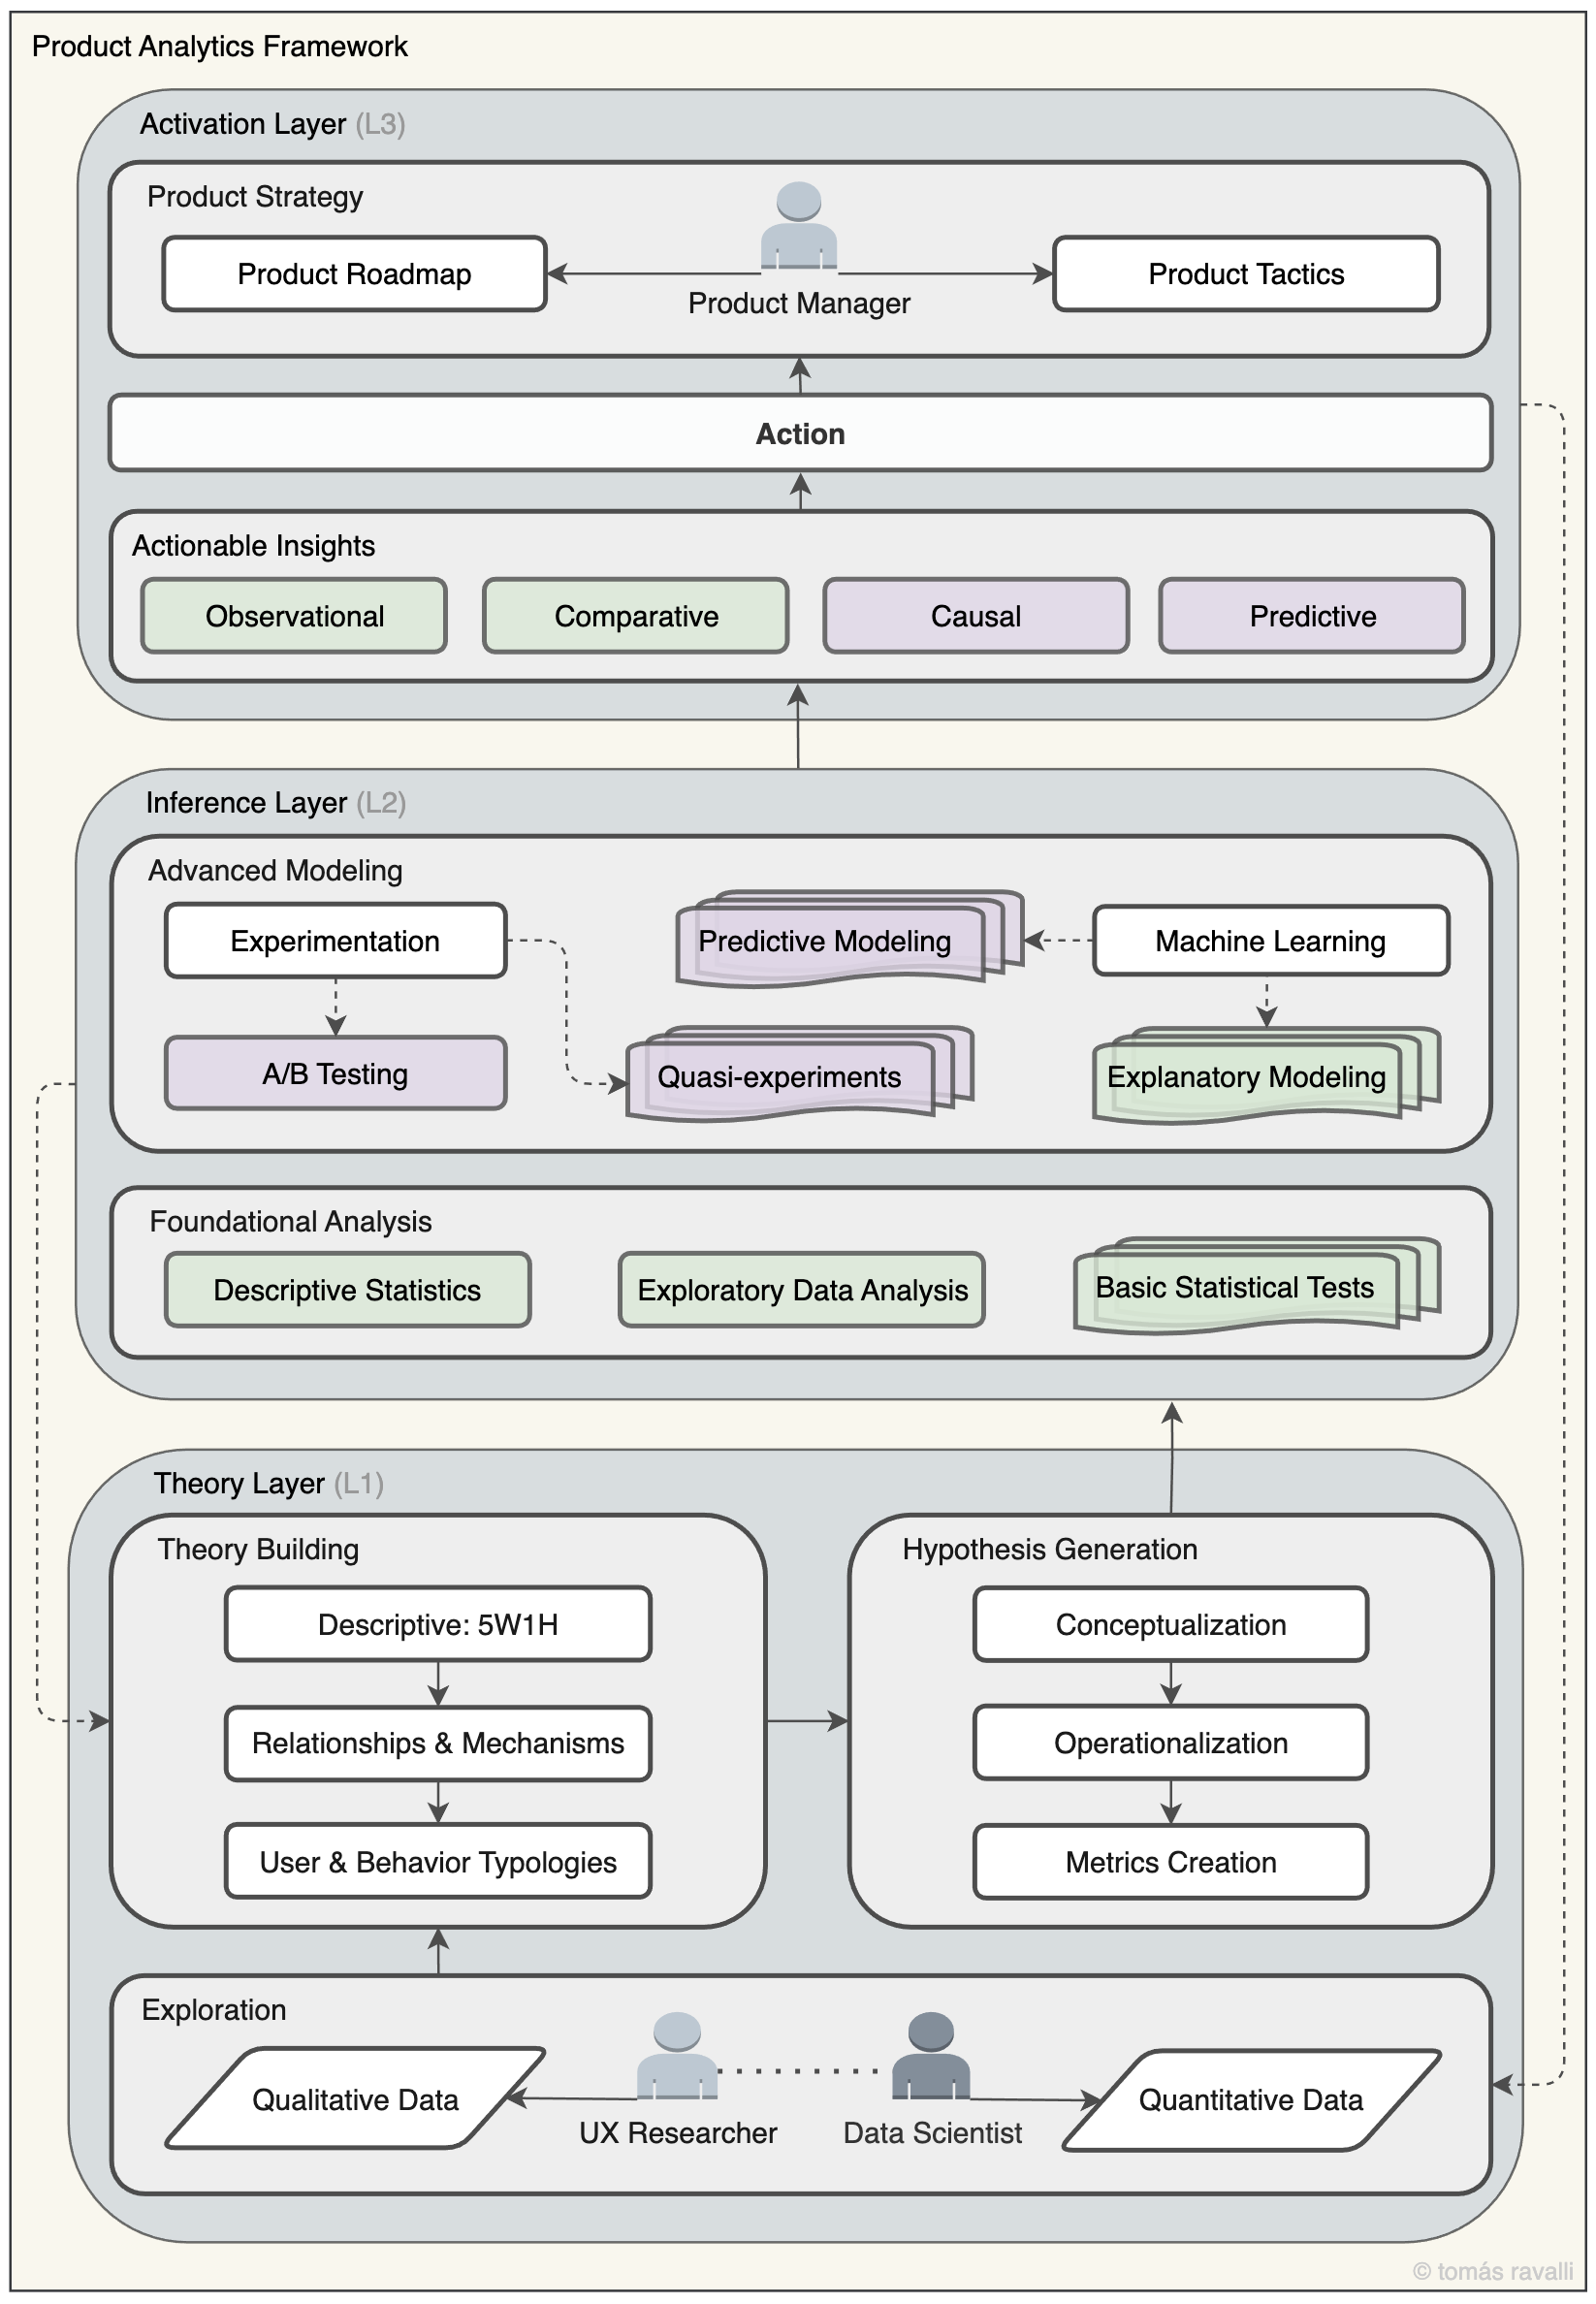 Product Analytics Framework
Activation Layer (L3)
Product Strategy
Product Roadmap
Product Manager
Product Tactics
Action
Actionable Insights
Observational
Comparative
Causal
Predictive
Inference Layer (L2)
Advanced Modeling
Experimentation
Predictive Modeling
Machine Learning
A/B Testing
Quasi-experiments
Explanatory Modeling
Foundational Analysis
Descriptive Statistics
Exploratory Data Analysis
Basic Statistical Tests
Theory Layer (L1)
Theory Building
Descriptive: 5W1H
Relationships & Mechanisms
User & Behavior Typologies
Hypothesis Generation
Conceptualization
Operationalization
Metrics Creation
Exploration
Qualitative Data
UX Researcher
Data Scientist
Quantitative Data
© tomás ravalli